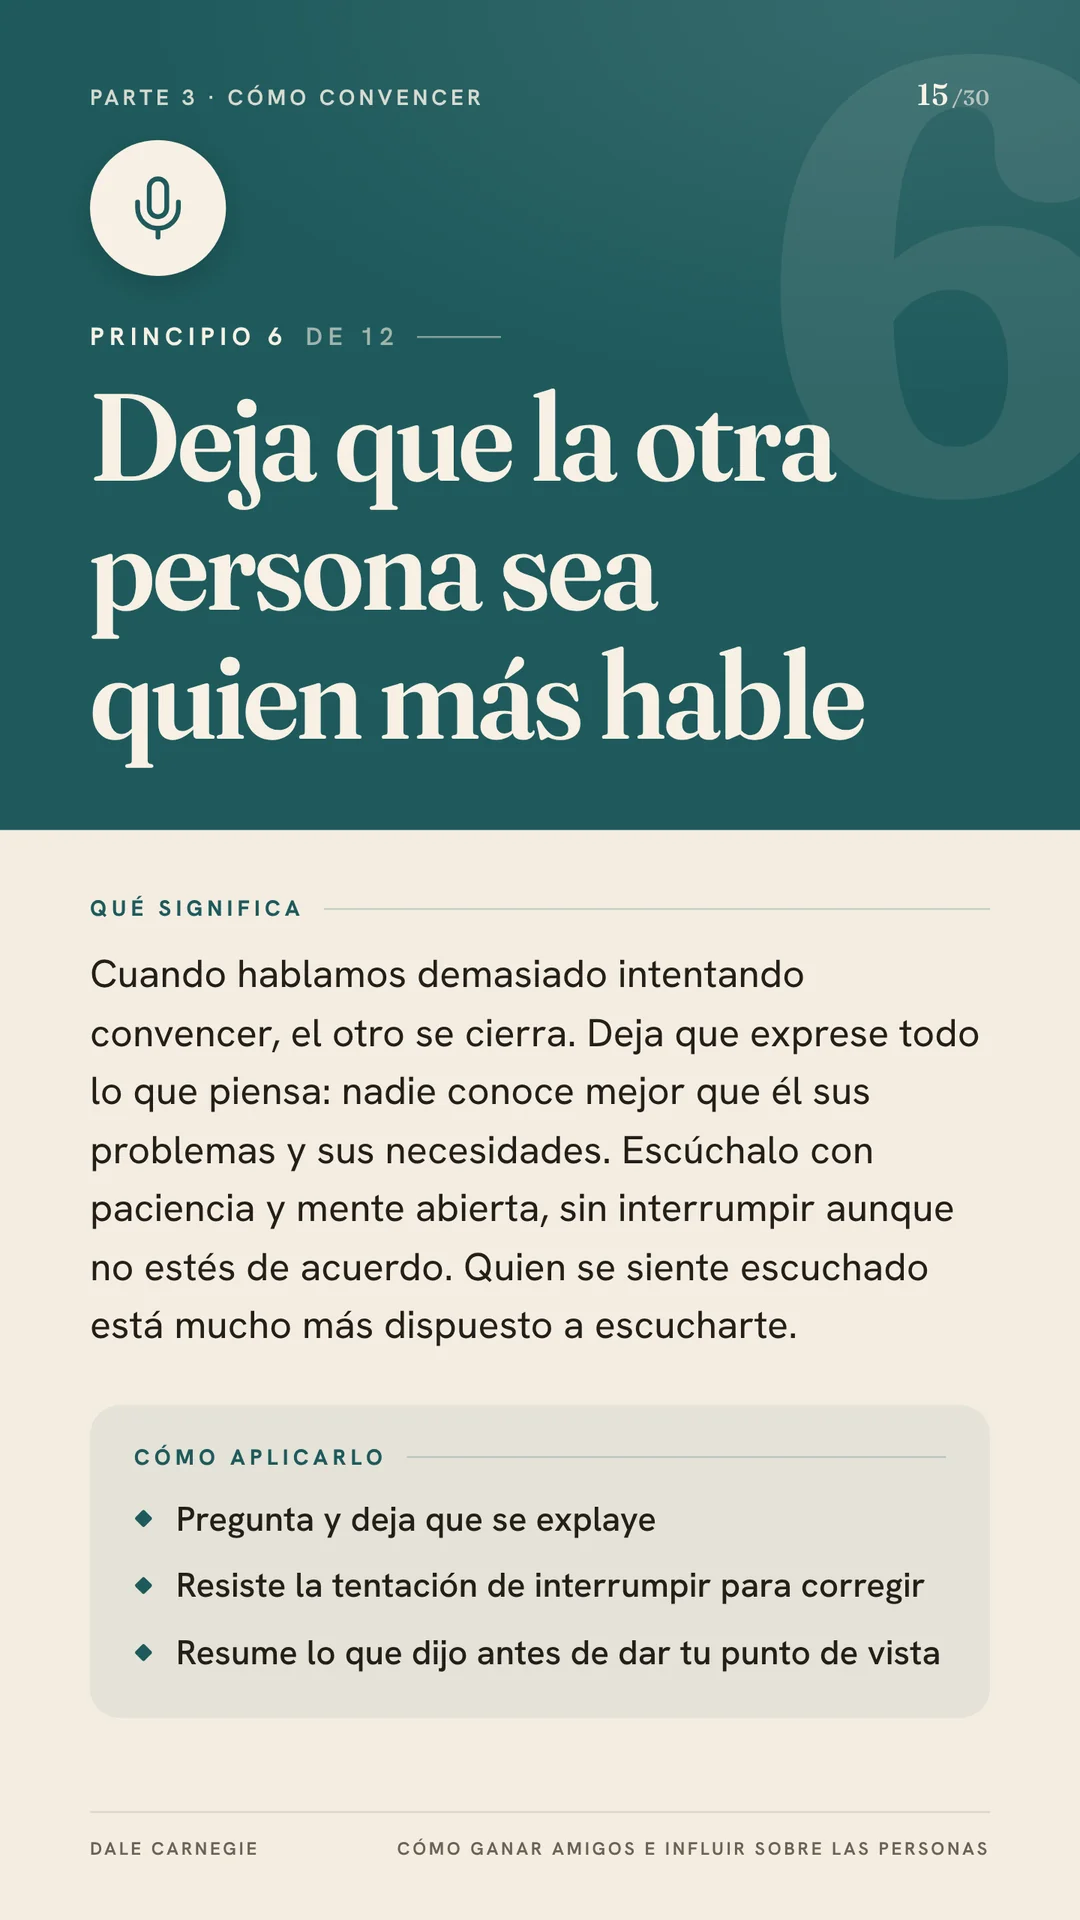 PARTE 3 · CÓMO CONVENCER
15/30
6
PRINCIPIO 6 DE 12
Deja que la otra
persona sea
quien más hable
QUÉ SIGNIFICA
Cuando hablamos demasiado intentando
convencer, el otro se cierra. Deja que exprese todo
lo que piensa: nadie conoce mejor que él sus
problemas y sus necesidades. Escúchalo con
paciencia y mente abierta, sin interrumpir aunque
no estés de acuerdo. Quien se siente escuchado
está mucho más dispuesto a escucharte.
CÓMO APLICARLO
◆ Pregunta y deja que se explaye
◆ Resiste la tentación de interrumpir para corregir
◆ Resume lo que dijo antes de dar tu punto de vista
DALE CARNEGIE
CÓMO GANAR AMIGOS E INFLUIR SOBRE LAS PERSONAS